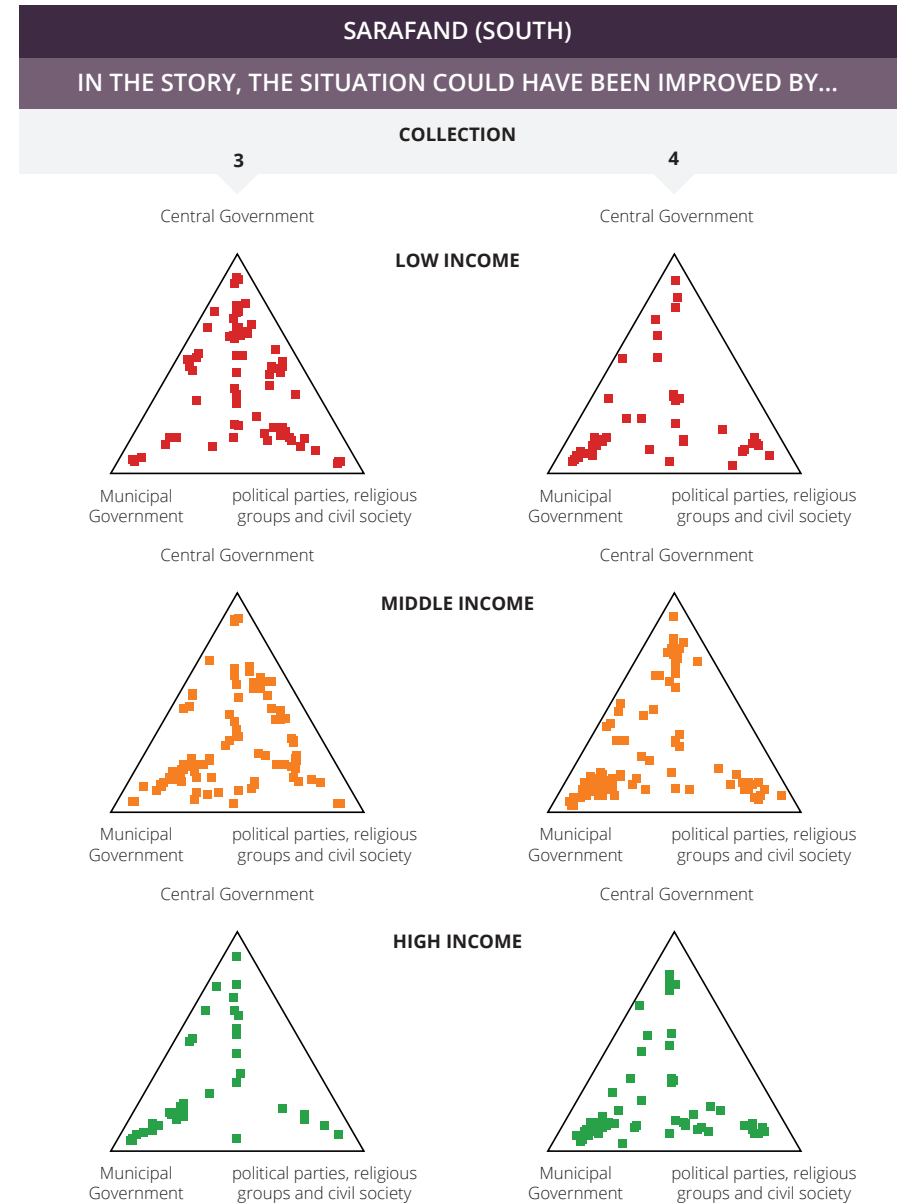 SARAFAND (SOUTH)
IN THE STORY, THE SITUATION COULD HAVE BEEN IMPROVED BY...
COLLECTION
3
4
Central Government
Central Government
LOW INCOME
Municipal
Government
political parties, religious
groups and civil society
Municipal
Government
political parties, religious
groups and civil society
Central Government
Central Government
MIDDLE INCOME
Municipal
Government
political parties, religious
groups and civil society
Municipal
Government
political parties, religious
groups and civil society
Central Government
Central Government
HIGH INCOME
Municipal
Government
political parties, religious
groups and civil society
Municipal
Government
political parties, religious
groups and civil society